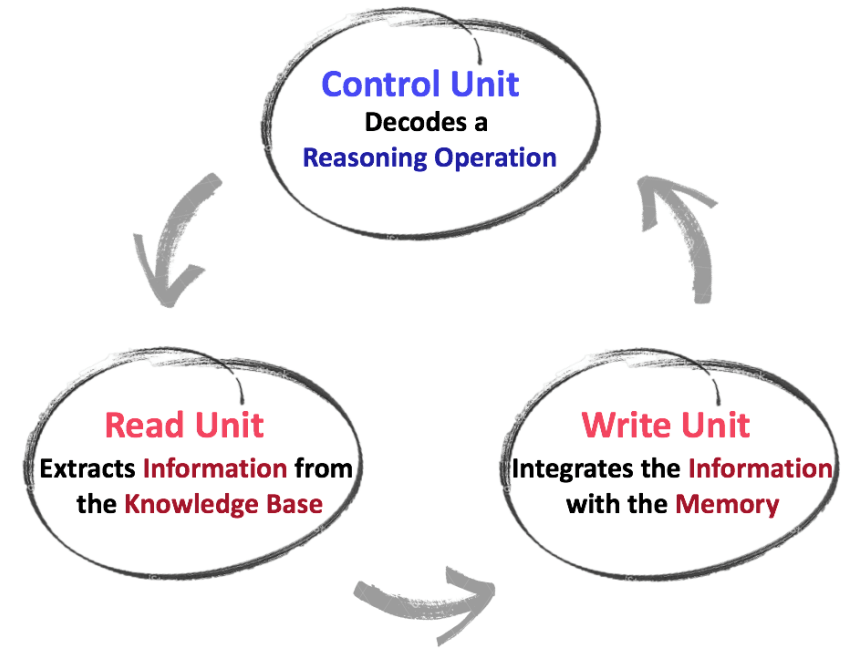 Control Unit
Decodes a
Reasoning Operation
Read Unit
Extracts Information from
the Knowledge Base
Write Unit
Integrates the Information
with the Memory